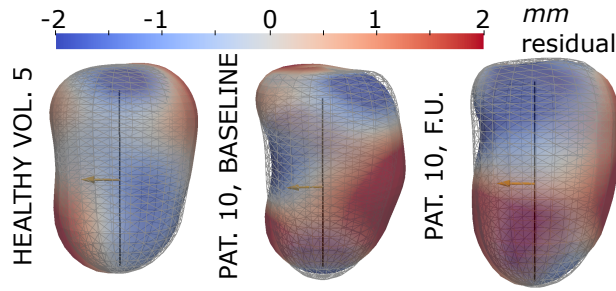 -2 -1 0 1 2 mm
residual
HEALTHY VOL. 5
PAT. 10, BASELINE
PAT. 10, F.U.